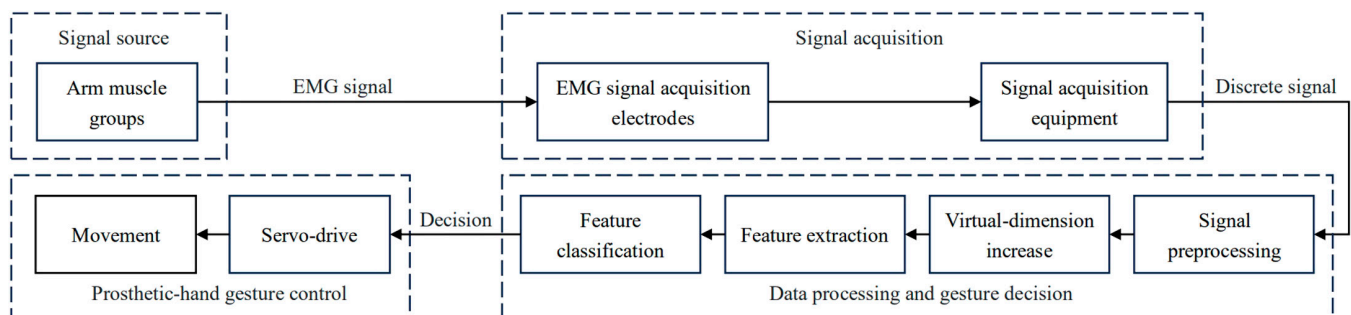 Signal source
Arm muscle
groups
EMG signal
Signal acquisition
EMG signal acquisition
electrodes
Signal acquisition
equipment
Discrete signal
Signal
preprocessing
Virtual-dimension
increase
Feature extraction
Feature
classification
Data processing and gesture decision
Decision
Servo-drive
Movement
Prosthetic-hand gesture control